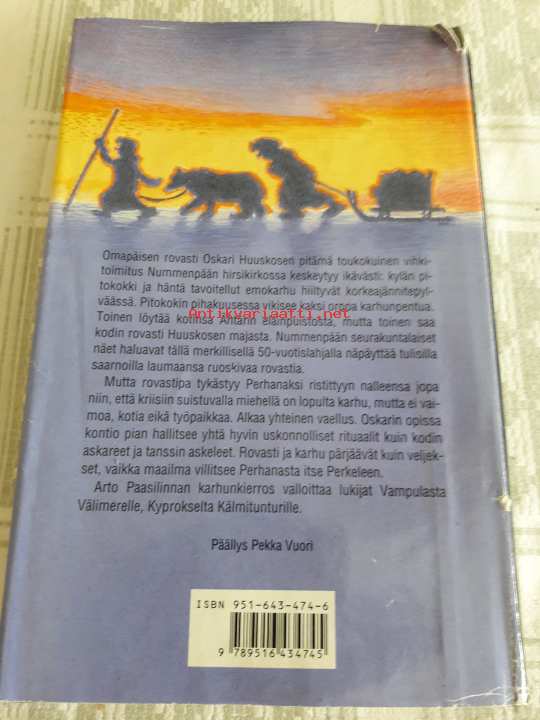 Omapäisen rovasti Oskari Huuskosen pitämä toukokuinen vihki-
toimitus Nummenpään hirsikirkossa keskeytyy ikävästi: kylän pi-
tokokki ja häntä tavoitellut emokarhu hiiltyvät korkeajännitepyl-
väässä. Pitokokin pihakuusessa vikisee kaksi orpoa karhunpentua.
Toinen löytää kotinsa Ähtärin eläinpuistosta, mutta toinen saa
kodin rovasti Huuskosen majasta. Nummenpään seurakuntalaiset
näet haluavat tällä merkillisellä 50-vuotislahjalla näpäyttää tulisilla
saarnoilla laumaansa ruoskivaa rovastia.
Mutta rovastipa tykästyy Perhanaksi ristittyyn nalleensa jopa
niin, että kriisiin suistuvalla miehellä on lopulta karhu, mutta ei vai-
moa, kotia eikä työpaikkaa. Alkaa yhteinen vaellus. Oskarin opissa
kontio pian hallitsee yhtä hyvin uskonnolliset rituaalit kuin kodin
askareet ja tanssin askeleet. Rovasti ja karhu pärjäävät kuin veljek-
set, vaikka maailma villitsee Perhanasta itse Perkeleen.
Arto Paasilinnan karhunkierros valloittaa lukijat Vampulasta
Välimerelle, Kyprokselta Kälmitunturille.
Päällys Pekka Vuori
ISBN 951-643-474-6
9 789516 434745
Antikvariaatti.net